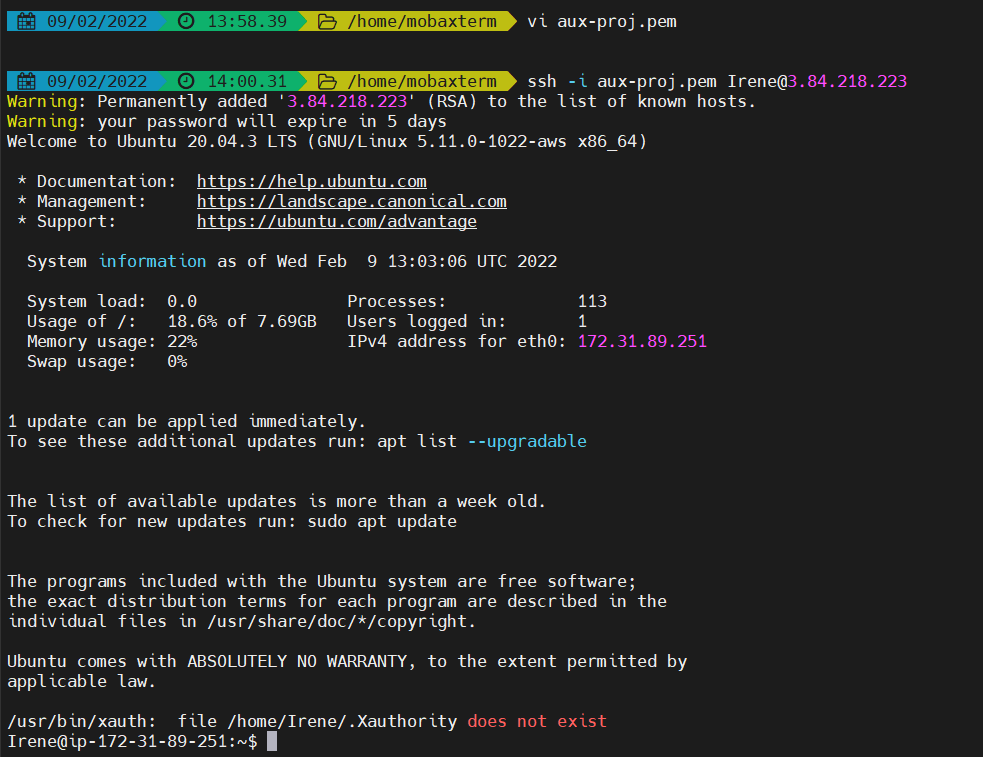 09/02/2022 13:58.39 /home/mobaxterm vi aux-proj.pem
09/02/2022 14:00.31 /home/mobaxterm ssh -i aux-proj.pem Irene@3.84.218.223
Warning: Permanently added '3.84.218.223' (RSA) to the list of known hosts.
Warning: your password will expire in 5 days
Welcome to Ubuntu 20.04.3 LTS (GNU/Linux 5.11.0-1022-aws x86_64)
* Documentation: https://help.ubuntu.com
* Management: https://landscape.canonical.com
* Support: https://ubuntu.com/advantage
System information as of Wed Feb 9 13:03:06 UTC 2022
System load: 0.0 Processes: 113
Usage of /: 18.6% of 7.69GB Users logged in: 1
Memory usage: 22% IPv4 address for eth0: 172.31.89.251
Swap usage: 0%
1 update can be applied immediately.
To see these additional updates run: apt list --upgradable
The list of available updates is more than a week old.
To check for new updates run: sudo apt update
The programs included with the Ubuntu system are free software;
the exact distribution terms for each program are described in the
individual files in /usr/share/doc/*/copyright.
Ubuntu comes with ABSOLUTELY NO WARRANTY, to the extent permitted by
applicable law.
/usr/bin/xauth: file /home/Irene/.Xauthority does not exist
Irene@ip-172-31-89-251:~$